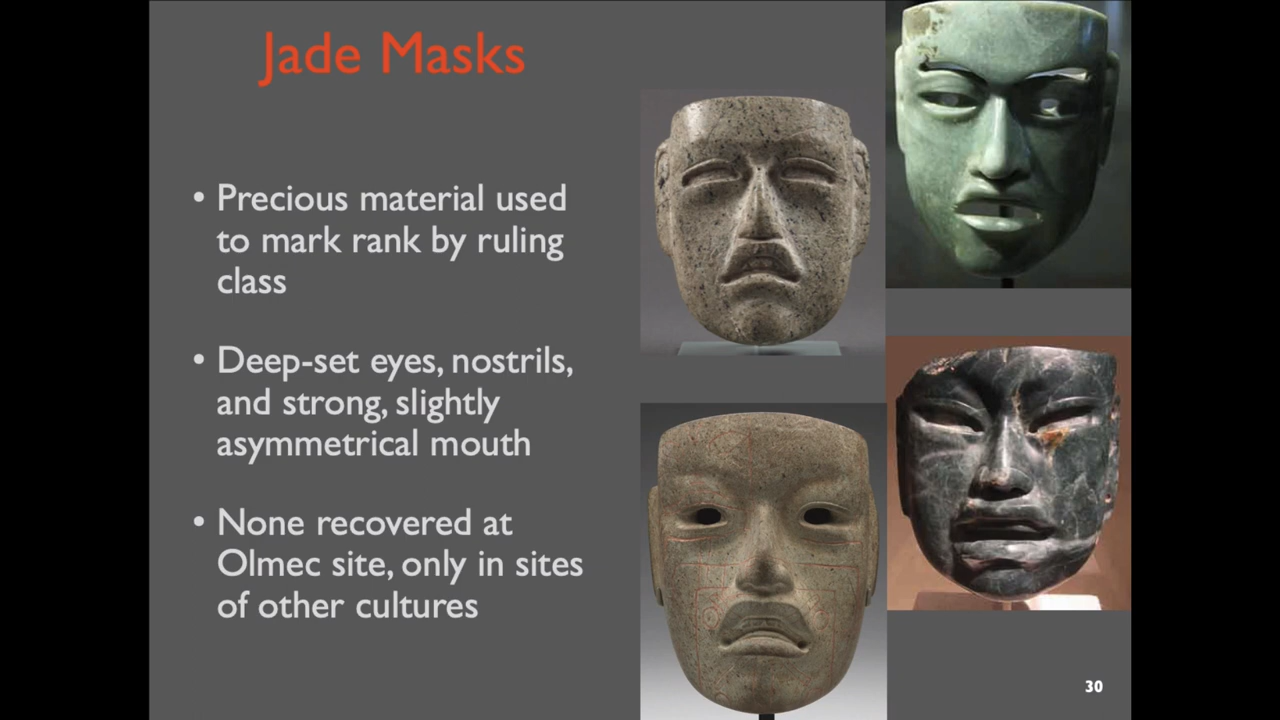 Jade Masks
• Precious material used
to mark rank by ruling
class
• Deep-set eyes, nostrils,
and strong, slightly
asymmetrical mouth
• None recovered at
Olmec site, only in sites
of other cultures
30